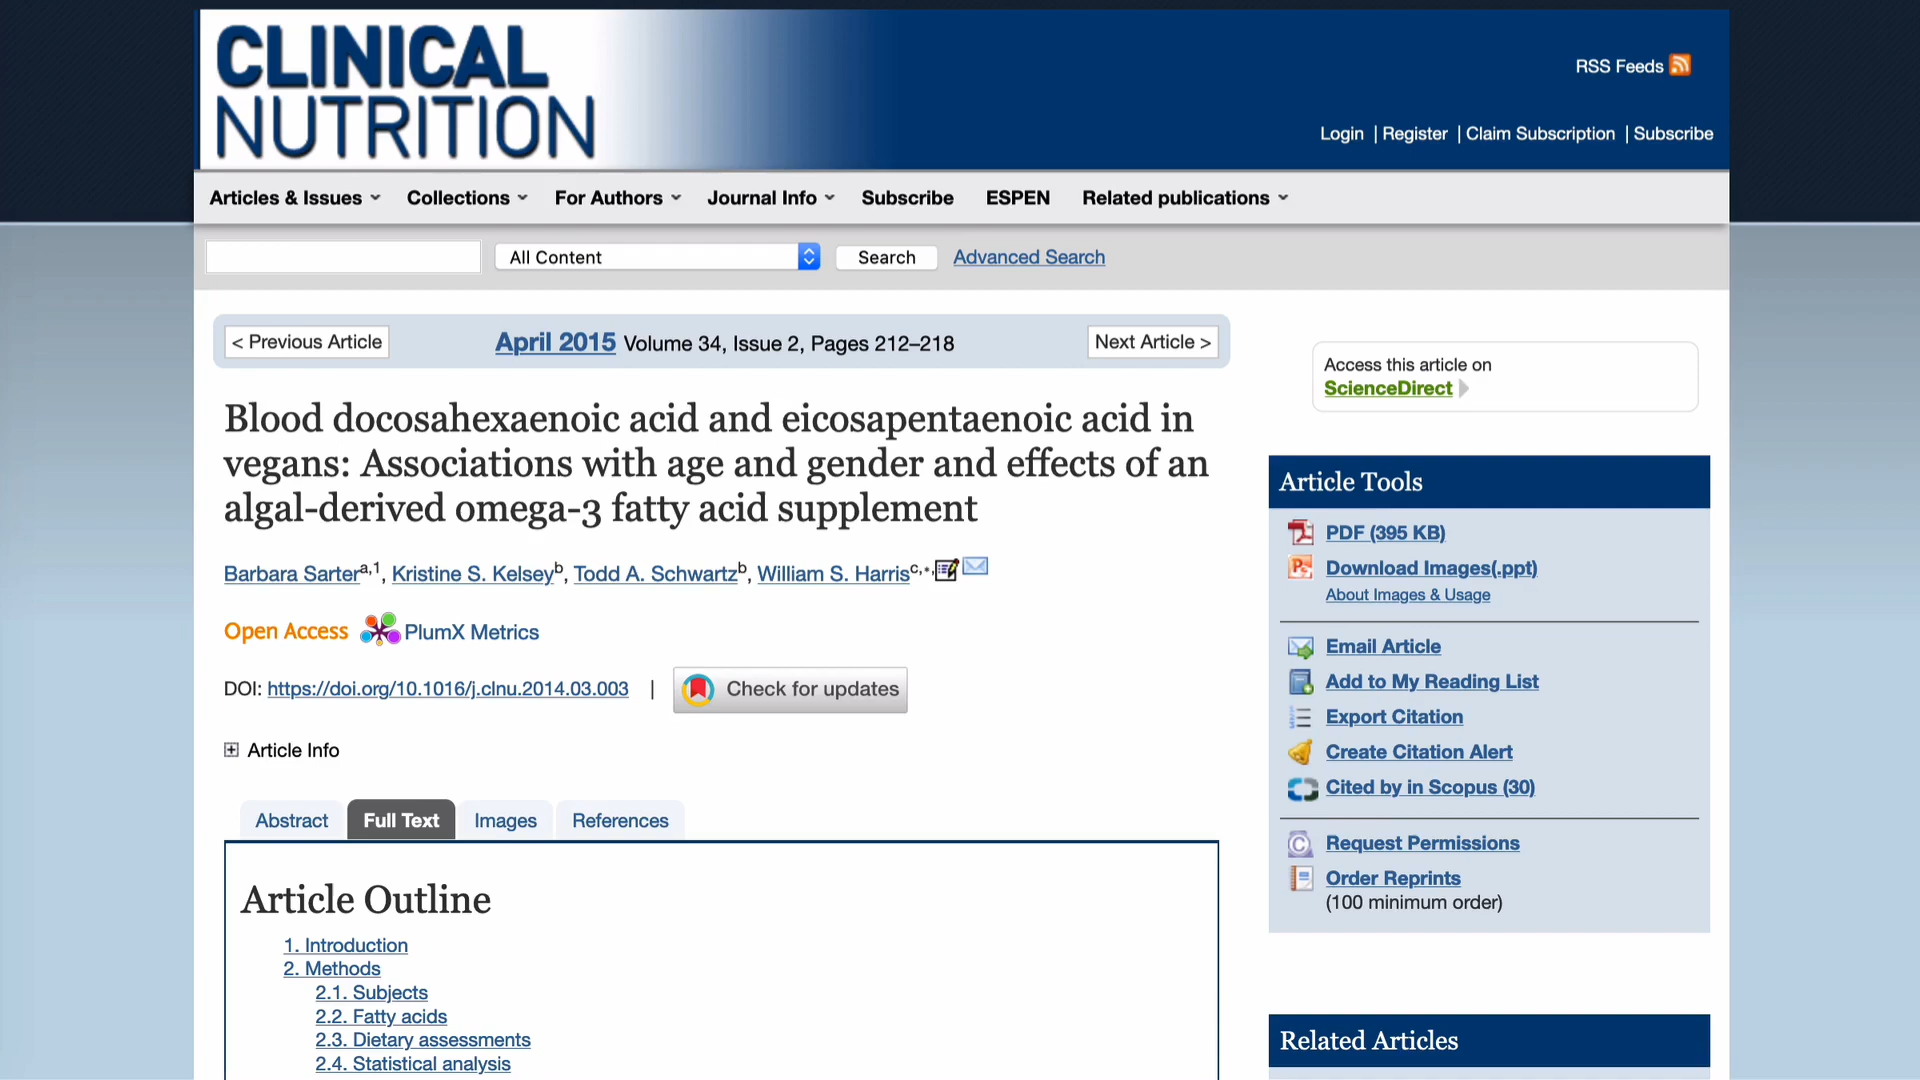 CLINICAL
NUTRITION
RSS Feeds
Login | Register | Claim Subscription | Subscribe
Articles & Issues Collections For Authors Journal Info Subscribe ESPEN Related publications
All Content Search Advanced Search
< Previous Article April 2015 Volume 34, Issue 2, Pages 212–218 Next Article >
Blood docosahexaenoic acid and eicosapentaenoic acid in
vegans: Associations with age and gender and effects of an
algal-derived omega-3 fatty acid supplement
Barbara Sarter a,1, Kristine S. Kelsey b, Todd A. Schwartz b, William S. Harris c,*,
Open Access PlumX Metrics
DOI: https://doi.org/10.1016/j.clnu.2014.03.003 | Check for updates
Article Info
Abstract Full Text Images References
Article Outline
1. Introduction
2. Methods
2.1. Subjects
2.2. Fatty acids
2.3. Dietary assessments
2.4. Statistical analysis
Access this article on
ScienceDirect
Article Tools
PDF (395 KB)
Download Images(.ppt)
About Images & Usage
Email Article
Add to My Reading List
Export Citation
Create Citation Alert
Cited by in Scopus (30)
Request Permissions
Order Reprints
(100 minimum order)
Related Articles